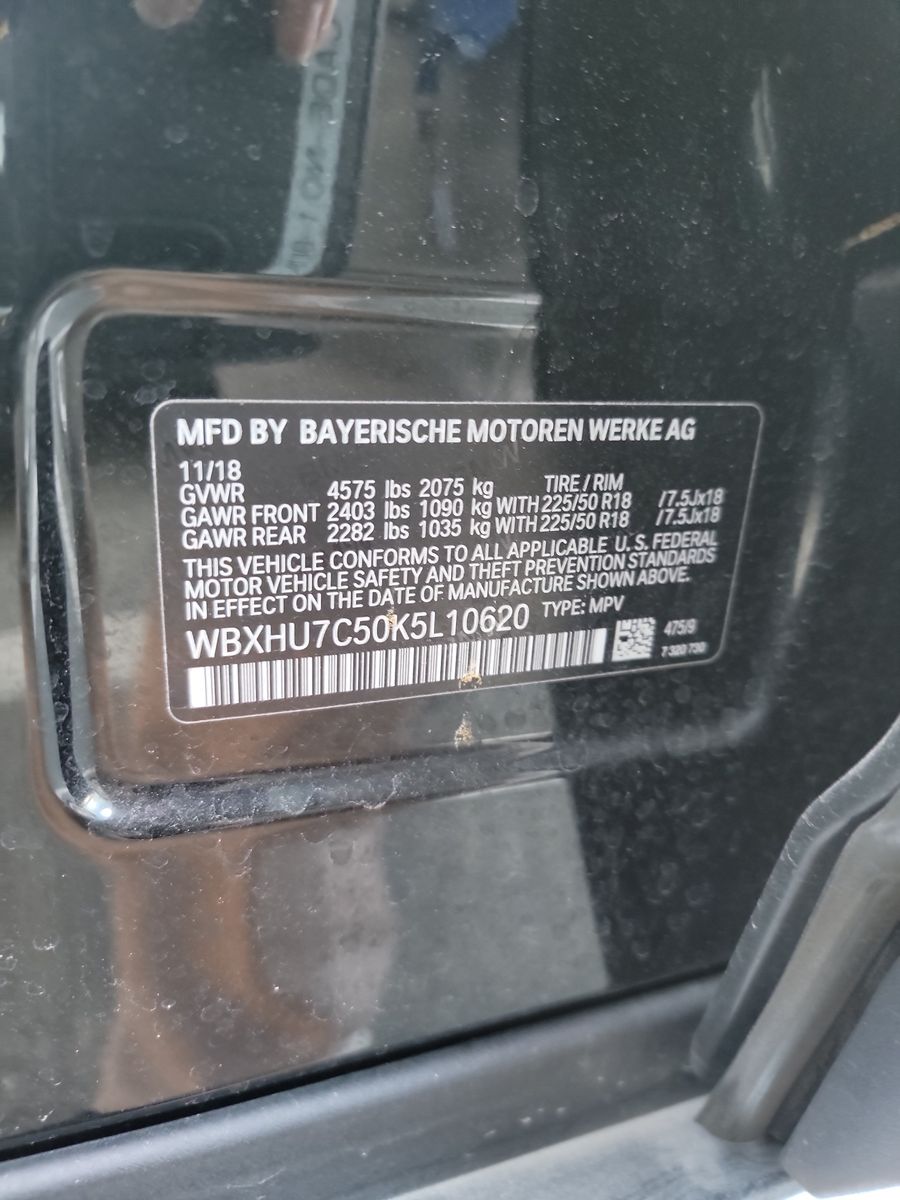 MFD BY BAYERISCHE MOTOREN WERKE AG
11/18 TIRE / RIM
GVWR 4575 lbs 2075 kg
GAWR FRONT 2403 lbs 1090 kg WITH 225/50 R18 /7.5Jx18
GAWR REAR 2282 lbs 1035 kg WITH 225/50 R18 /7.5Jx18
THIS VEHICLE CONFORMS TO ALL APPLICABLE U. S. FEDERAL
MOTOR VEHICLE SAFETY AND THEFT PREVENTION STANDARDS
IN EFFECT ON THE DATE OF MANUFACTURE SHOWN ABOVE.
WBXHU7C50K5L10620 TYPE: MPV
475/9
7 320 730